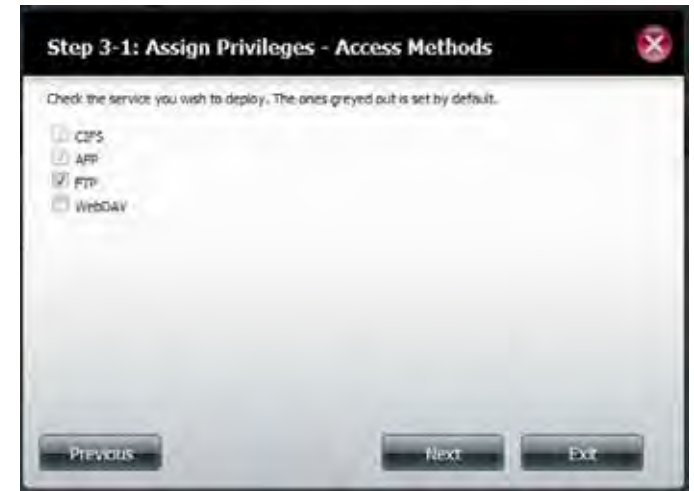 Step 3-1: Assign Privileges - Access Methods
Check the service you wish to deploy. The ones greyed out is set by default.
CIFS
AFP
FTP
WebDAV
Previous
Next
Exit